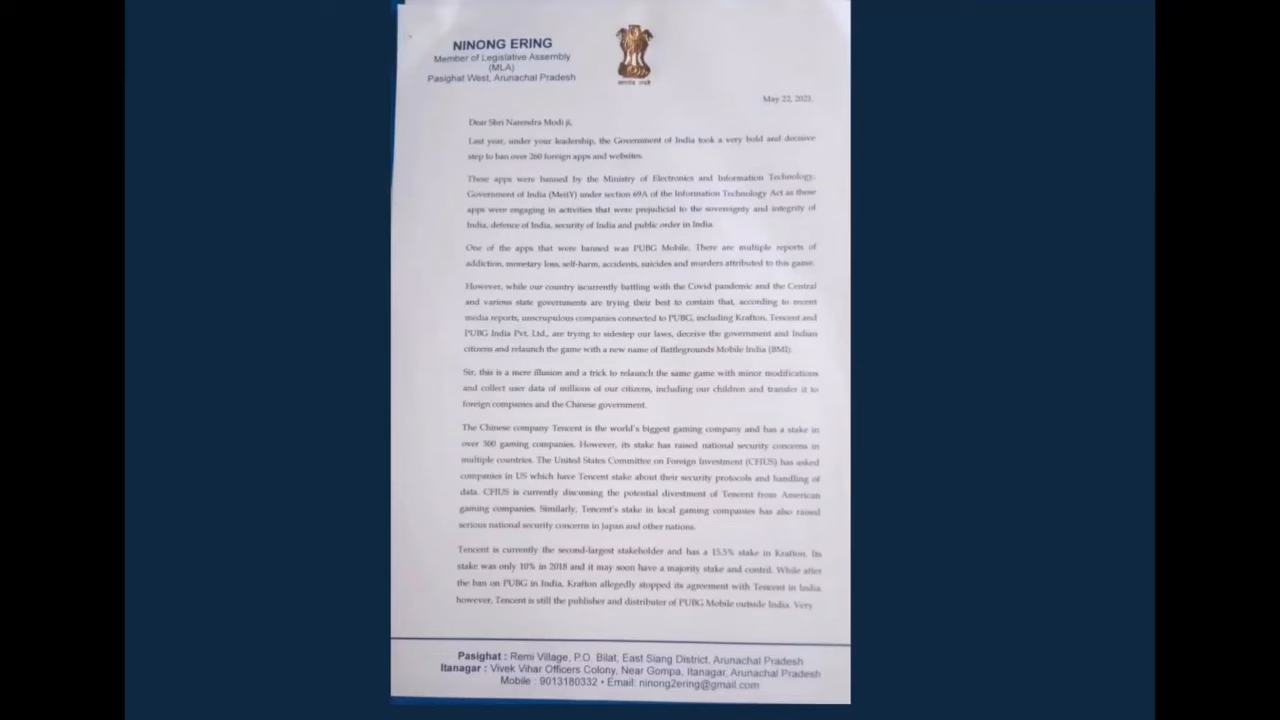 NINONG ERING
Member of Legislative Assembly
(MLA)
Pasighat West, Arunachal Pradesh
सत्यमेव जयते
May 22, 2021.
Dear Shri Narendra Modi ji,
Last year, under your leadership, the Government of India took a very bold and decisive
step to ban over 260 foreign apps and websites.
These apps were banned by the Ministry of Electronics and Information Technology,
Government of India (MeitY) under section 69A of the Information Technology Act as these
apps were engaging in activities that were prejudicial to the sovereignty and integrity of
India, defence of India, security of India and public order in India.
One of the apps that were banned was PUBG Mobile. There are multiple reports of
addiction, monetary loss, self-harm, accidents, suicides and murders attributed to this game.
However, while our country iscurrently battling with the Covid pandemic and the Central
and various state governments are trying their best to contain that, according to recent
media reports, unscrupulous companies connected to PUBG, including Krafton, Tencent and
PUBG India Pvt. Ltd., are trying to sidestep our laws, deceive the government and Indian
citizens and relaunch the game with a new name of Battlegrounds Mobile India (BMI).
Sir, this is a mere illusion and a trick to relaunch the same game with minor modifications
and collect user data of millions of our citizens, including our children and transfer it to
foreign companies and the Chinese government.
The Chinese company Tencent is the world's biggest gaming company and has a stake in
over 300 gaming companies. However, its stake has raised national security concerns in
multiple countries. The United States Committee on Foreign Investment (CFIUS) has asked
companies in US which have Tencent stake about their security protocols and handling of
data. CFIUS is currently discussing the potential divestment of Tencent from American
gaming companies. Similarly, Tencent's stake in local gaming companies has also raised
serious national security concerns in Japan and other nations.
Tencent is currently the second-largest stakeholder and has a 15.5% stake in Krafton. Its
stake was only 10% in 2018 and it may soon have a majority stake and control. While after
the ban on PUBG in India, Krafton allegedly stopped its agreement with Tencent in India
however, Tencent is still the publisher and distributer of PUBG Mobile outside India. Very
Pasighat : Remi Village, P.O. Bilat, East Siang District, Arunachal Pradesh
Itanagar : Vivek Vihar Officers Colony, Near Gompa, Itanagar, Arunachal Pradesh
Mobile : 9013180332 • Email: ninong2ering@gmail.com